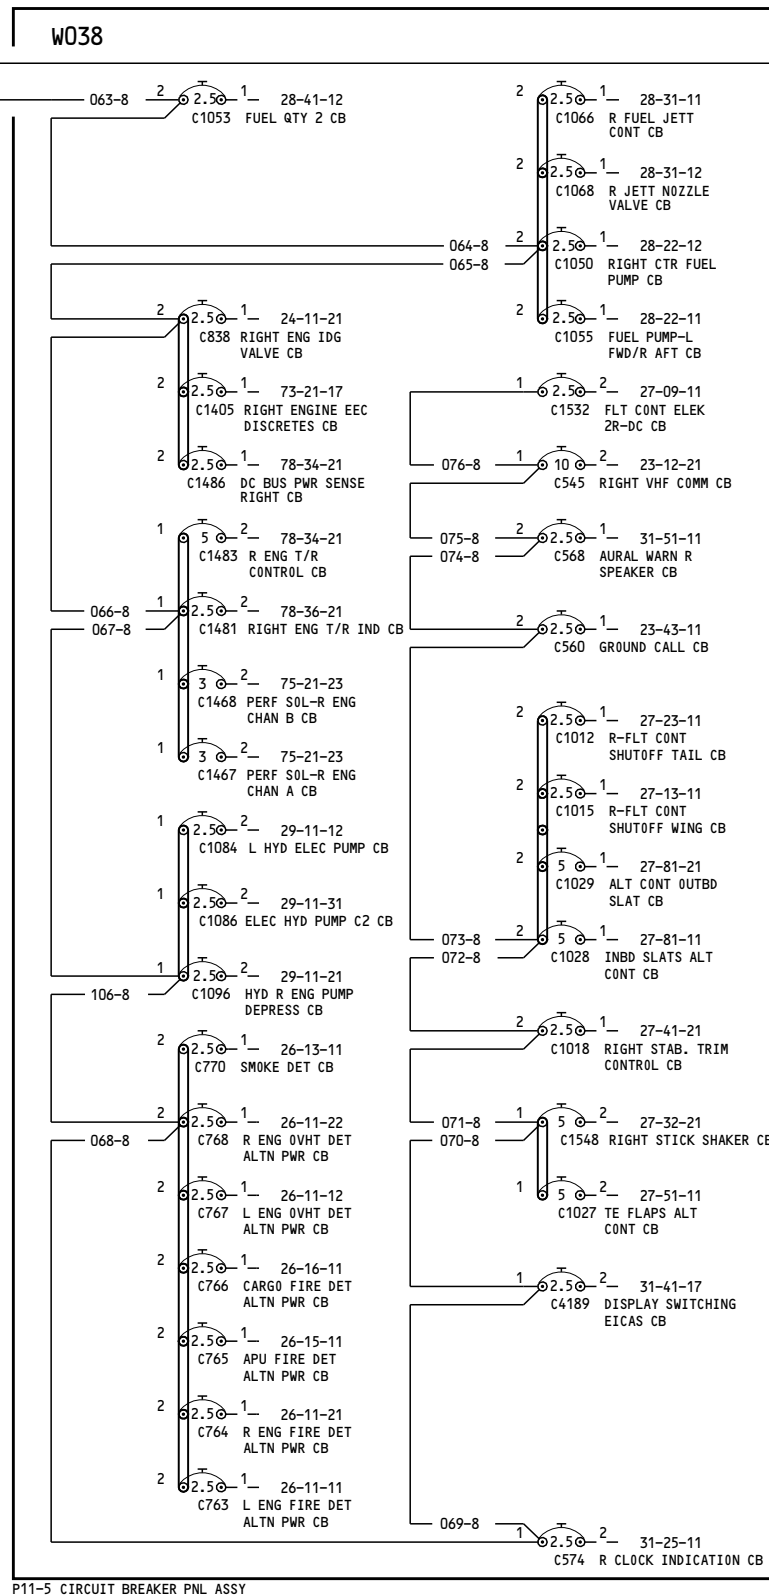 W038
063-8 2 2.5 1 28-41-12
C1053 FUEL QTY 2 CB
2 2.5 1 28-31-11
C1066 R FUEL JETT
CONT CB
2 2.5 1 28-31-12
C1068 R JETT NOZZLE
VALVE CB
064-8 2 2.5 1 28-22-12
065-8 C1050 RIGHT CTR FUEL
PUMP CB
2 2.5 1 28-22-11
C1055 FUEL PUMP-L
FWD/R AFT CB
2 2.5 1 24-11-21
C838 RIGHT ENG IDG
VALVE CB
2 2.5 1 73-21-17
C1405 RIGHT ENGINE EEC
DISCRETES CB
2 2.5 1 78-34-21
C1486 DC BUS PWR SENSE
RIGHT CB
1 5 2 78-34-21
C1483 R ENG T/R
CONTROL CB
066-8 1 2.5 2 78-36-21
067-8 C1481 RIGHT ENG T/R IND CB
1 3 2 75-21-23
C1468 PERF SOL-R ENG
CHAN B CB
1 3 2 75-21-23
C1467 PERF SOL-R ENG
CHAN A CB
1 2.5 2 29-11-12
C1084 L HYD ELEC PUMP CB
1 2.5 2 29-11-31
C1086 ELEC HYD PUMP C2 CB
1 2.5 2 29-11-21
106-8 C1096 HYD R ENG PUMP
DEPRESS CB
2 2.5 1 26-13-11
C770 SMOKE DET CB
2 2.5 1 26-11-22
068-8 C768 R ENG OVHT DET
ALTN PWR CB
2 2.5 1 26-11-12
C767 L ENG OVHT DET
ALTN PWR CB
2 2.5 1 26-16-11
C766 CARGO FIRE DET
ALTN PWR CB
2 2.5 1 26-15-11
C765 APU FIRE DET
ALTN PWR CB
2 2.5 1 26-11-21
C764 R ENG FIRE DET
ALTN PWR CB
2 2.5 1 26-11-11
C763 L ENG FIRE DET
ALTN PWR CB
1 2.5 2 27-09-11
C1532 FLT CONT ELEK
2R-DC CB
076-8 1 10 2 23-12-21
C545 RIGHT VHF COMM CB
075-8 2 2.5 1 31-51-11
074-8 C568 AURAL WARN R
SPEAKER CB
2 2.5 1 23-43-11
C560 GROUND CALL CB
2 2.5 1 27-23-11
C1012 R-FLT CONT
SHUTOFF TAIL CB
2 2.5 1 27-13-11
C1015 R-FLT CONT
SHUTOFF WING CB
2 5 1 27-81-21
C1029 ALT CONT OUTBD
SLAT CB
073-8 2 5 1 27-81-11
072-8 C1028 INBD SLATS ALT
CONT CB
2 2.5 1 27-41-21
C1018 RIGHT STAB. TRIM
CONTROL CB
071-8 1 5 2 27-32-21
070-8 C1548 RIGHT STICK SHAKER CB
1 5 2 27-51-11
C1027 TE FLAPS ALT
CONT CB
1 2.5 2 31-41-17
C4189 DISPLAY SWITCHING
EICAS CB
069-8 1 2.5 2 31-25-11
C574 R CLOCK INDICATION CB
P11-5 CIRCUIT BREAKER PNL ASSY